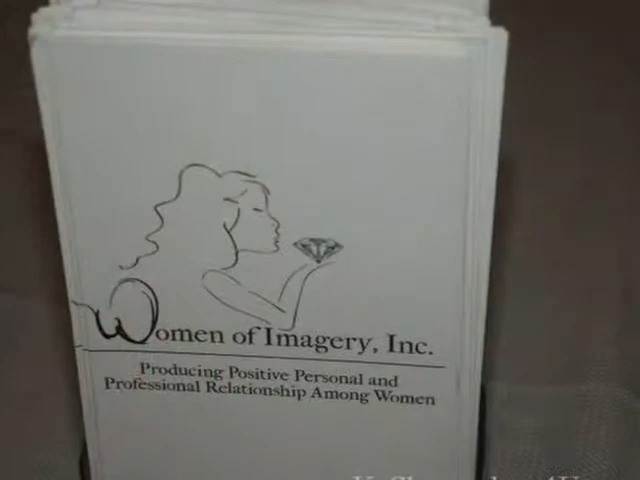 Women of Imagery, Inc.
Producing Positive Personal and
Professional Relationship Among Women